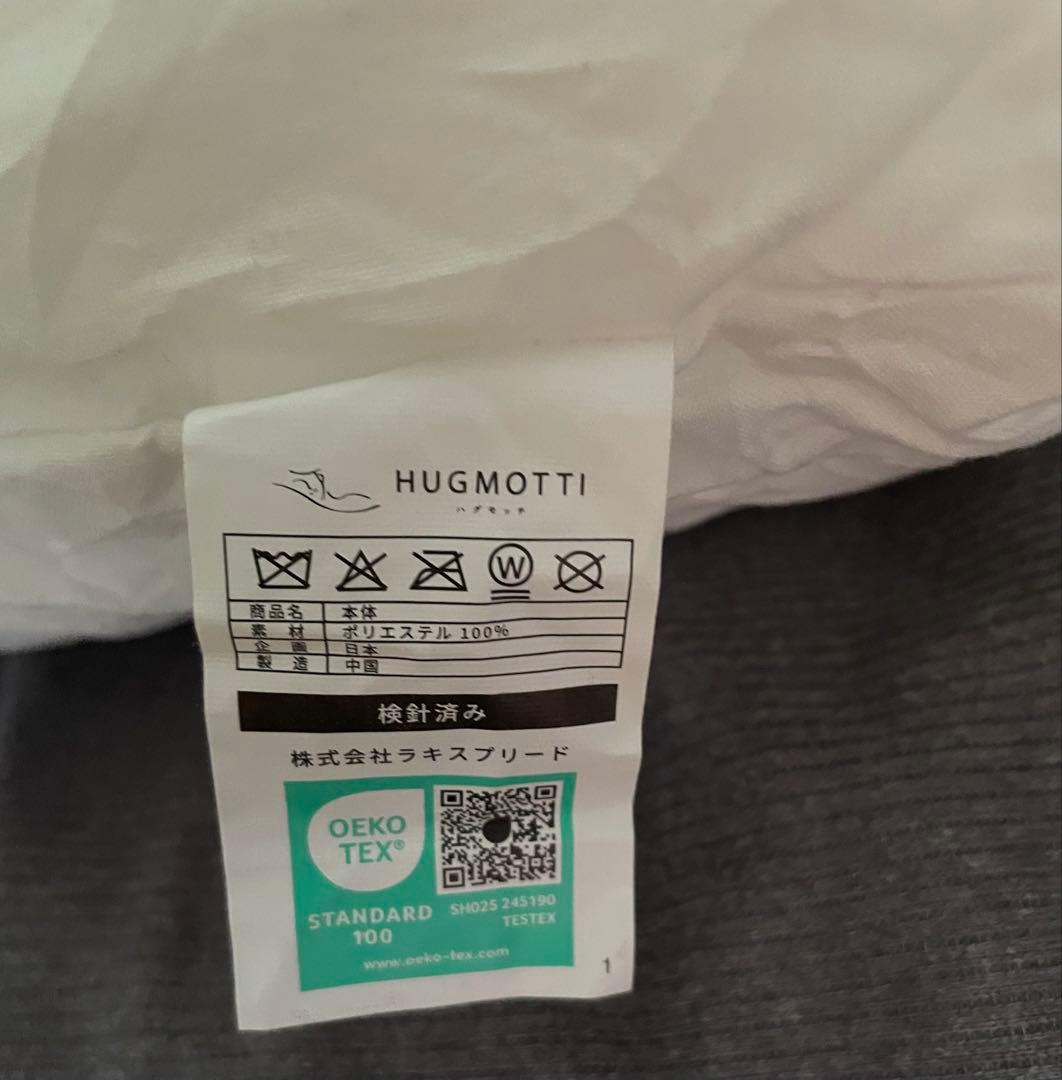 HUGMOTTI
ハグモッチ
W
商品名 本体
素 材 ポリエステル 100%
企 画 日本
製 造 中国
検針済み
株式会社ラキスプリード
OEKO
TEX®
STANDARD
100
SH025 245190
TESTEX
www.oeko-tex.com
1